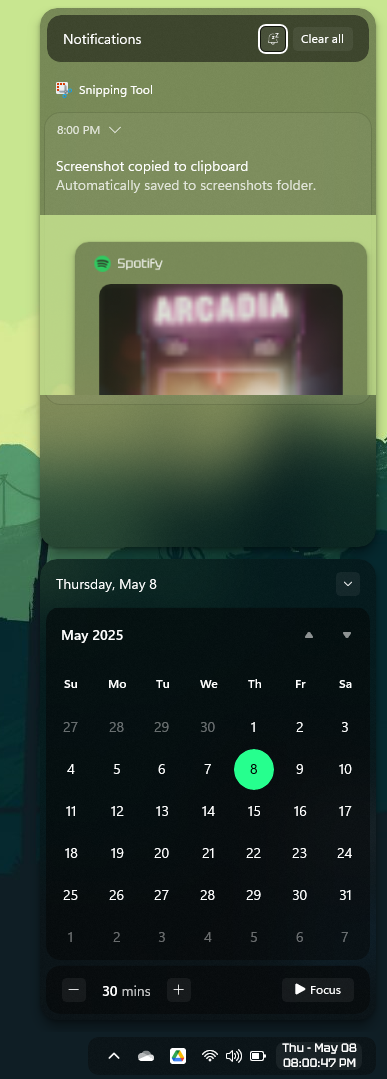 Notifications
Clear all
Snipping Tool
8:00 PM
Screenshot copied to clipboard
Automatically saved to screenshots folder.
Spotify
ARCADIA
Thursday, May 8
May 2025
Su Mo Tu We Th Fr Sa
27 28 29 30 1 2 3
4 5 6 7 8 9 10
11 12 13 14 15 16 17
18 19 20 21 22 23 24
25 26 27 28 29 30 31
1 2 3 4 5 6 7
30 mins
Focus
Thu - May 08
08:00:47 PM